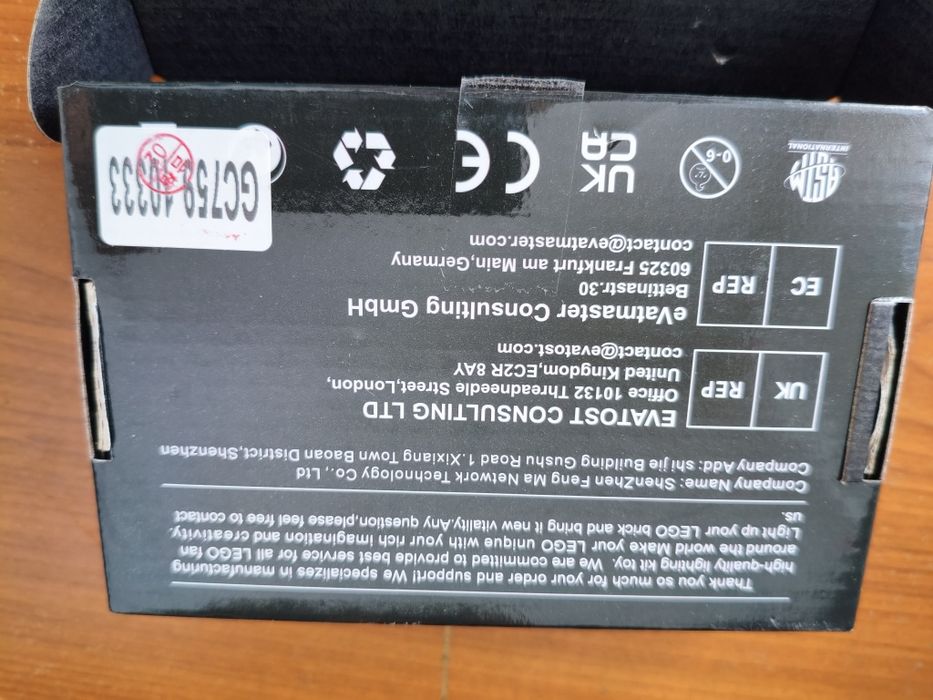 Thank you so much for your order and support! We specializes in manufacturing
high-quality lighting kit toy. We are committed to provide best service for all LEGO fan
around the world Make your LEGO unique with your rich imagination and creativity,
Light up your LEGO brick and bring it new vitality.Any question,please feel free to contact
us.
Company Name: ShenZhen Feng Ma Network Technology Co., Ltd
Company Add: shi jie Building Gushu Road 1.Xixiang District Town Baoan District,Shenzhen
UK REP
EVATOST CONSULTING LTD
Office 10132 Threadneedle Street,London,
United Kingdom,EC2R 8AY
contact@evatost.com
EC REP
eVatmaster Consulting GmbH
Bettinastr.30
60325 Frankfurt am Main,Germany
contact@evatmaster.com
ASTM
INTERNATIONAL
0-6
UK
CA
CE
GC759 10333